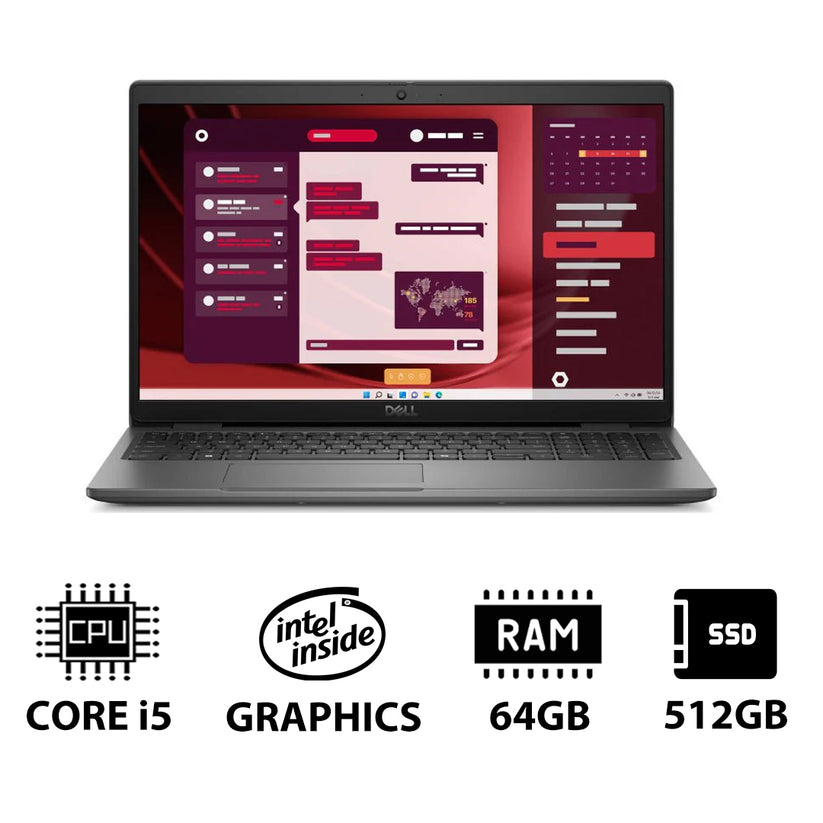 185
78
DELL
CPU
intel
inside
RAM
SSD
CORE i5
GRAPHICS
64GB
512GB